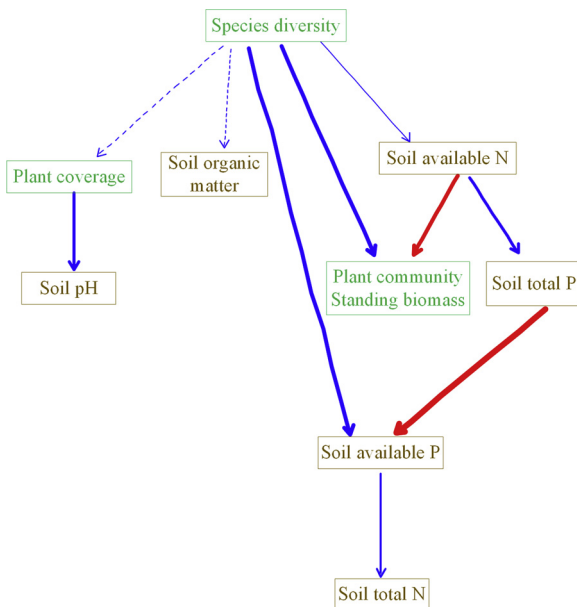 Species diversity
Soil available N
Soil organic
matter
Plant coverage
Soil pH
Plant community
Standing biomass
Soil total P
Soil available P
Soil total N